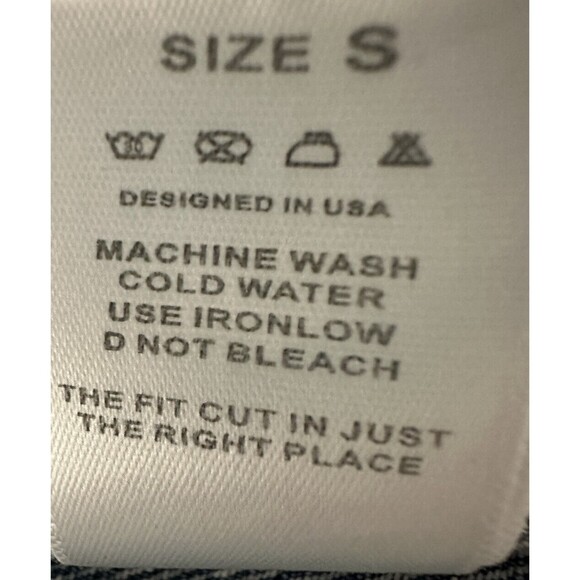 SIZE S
DESIGNED IN USA
MACHINE WASH
COLD WATER
USE IRONLOW
D NOT BLEACH
THE FIT CUT IN JUST
THE RIGHT PLACE